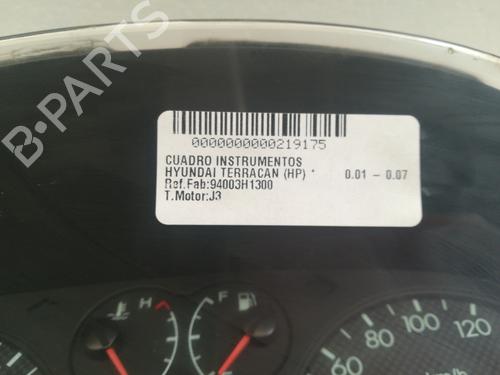 B-PARTS
0000000000219175
CUADRO INSTRUMENTOS
HYUNDAI TERRACAN (HP) * 0.01 - 0.07
Ref.Fab:94003H1300
T.Motor:J3
H F
60 80 100 120
km/h